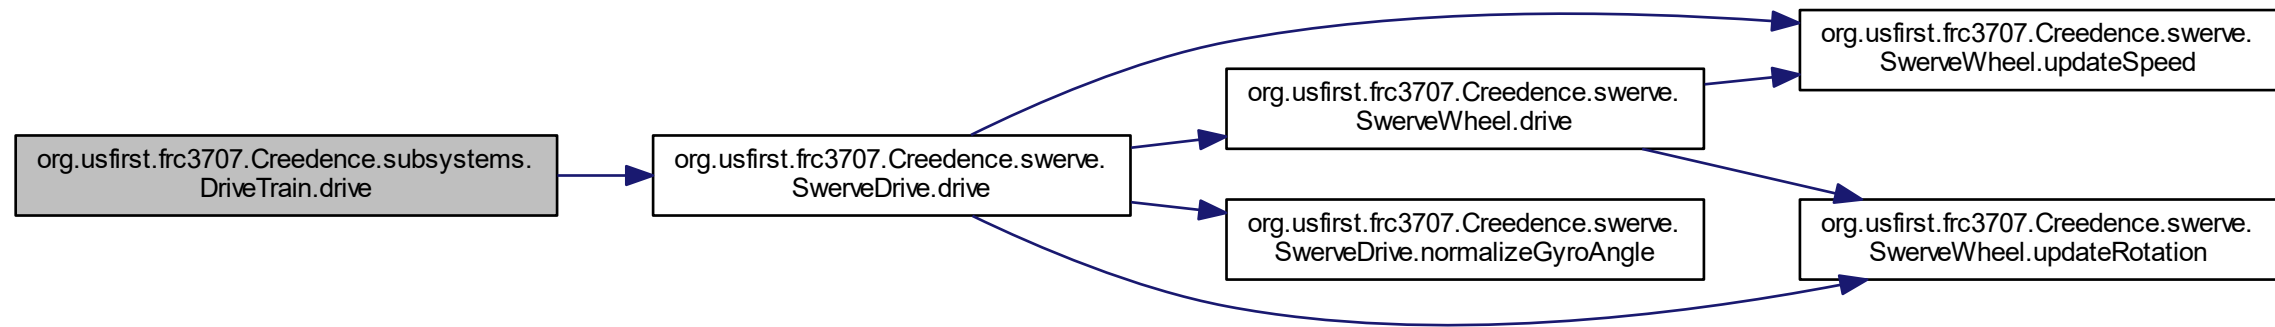 org.usfirst.frc3707.Creedence.subsystems.
DriveTrain.drive
org.usfirst.frc3707.Creedence.swerve.
SwerveDrive.drive
org.usfirst.frc3707.Creedence.swerve.
SwerveWheel.drive
org.usfirst.frc3707.Creedence.swerve.
SwerveDrive.normalizeGyroAngle
org.usfirst.frc3707.Creedence.swerve.
SwerveWheel.updateSpeed
org.usfirst.frc3707.Creedence.swerve.
SwerveWheel.updateRotation